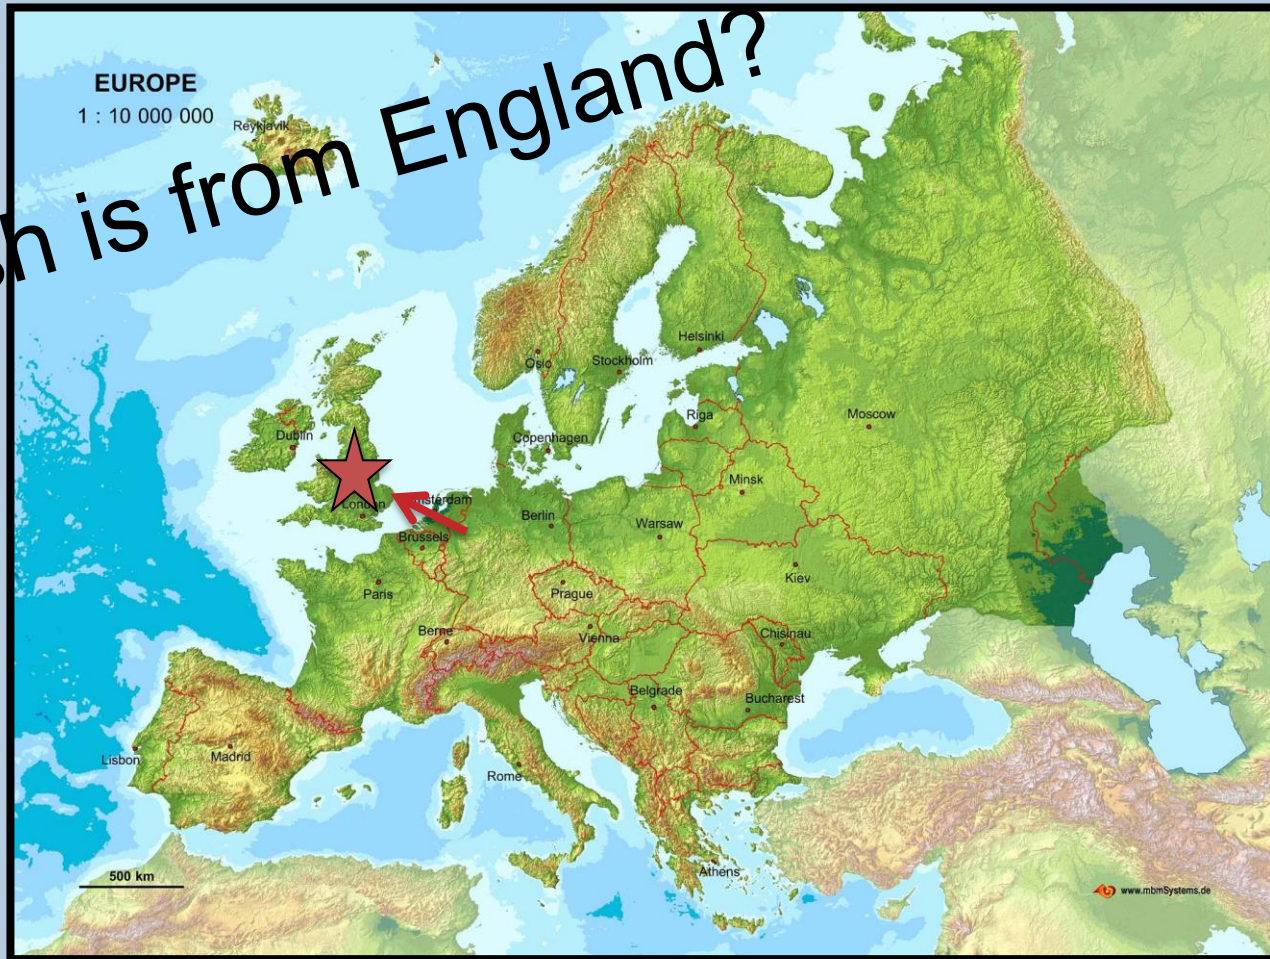 is from England?
EUROPE
1 : 10 000 000
Reykjavik
Helsinki
Oslo
Stockholm
Riga
Moscow
Dublin
Copenhagen
Minsk
London
Berlin
Warsaw
Brussels
Kiev
Paris
Prague
Berne
Vienna
Chisinau
Belgrade
Bucharest
Lisbon
Madrid
Rome
Athens
500 km
www.mbmSystems.de